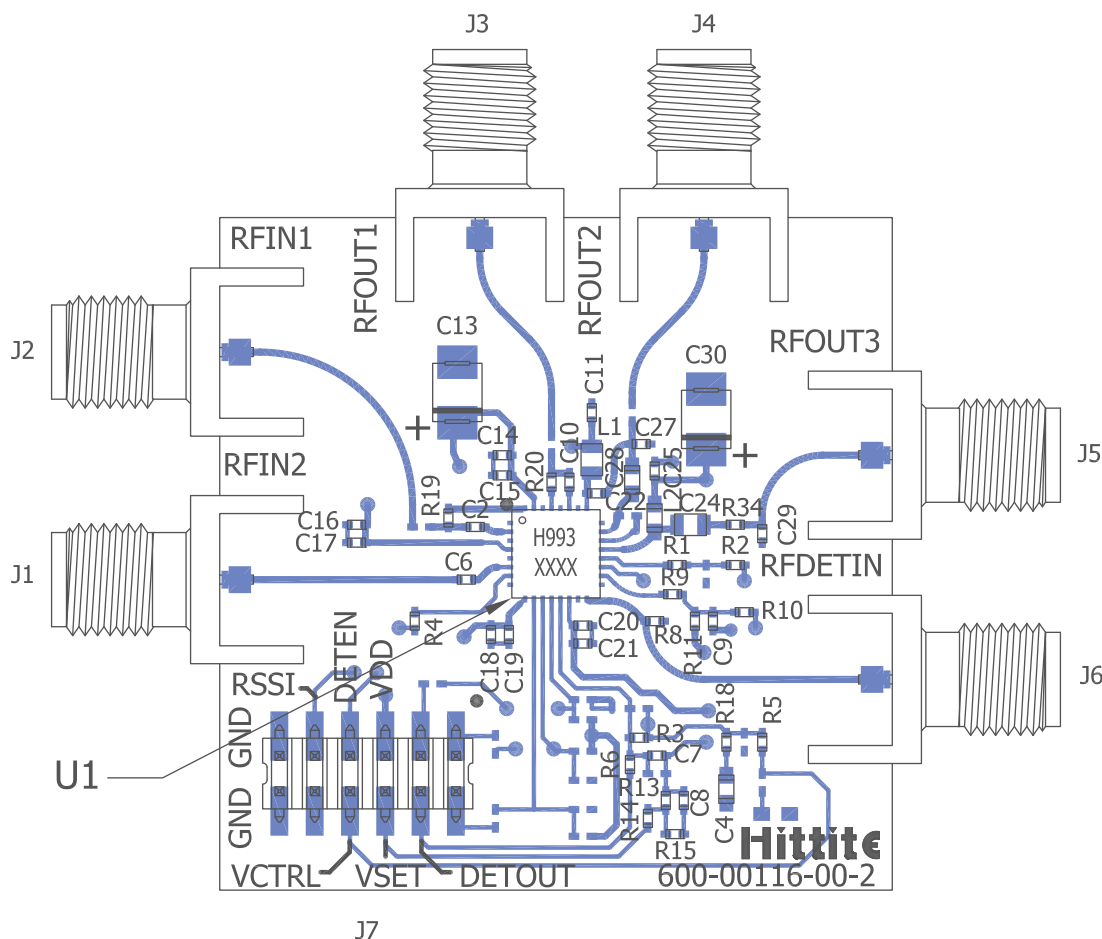 J3
J4
RFIN1
RFOUT1
RFOUT2
C13
C30
RFOUT3
J2
C11
L1
C27
C10
C14
C15
R20
C28
C25
J5
RFIN2
+
+
R19
C2
C22
L2
C24
R34
C29
C16
C17
H993
XXXX
R1
R2
RFDETIN
J1
C6
R9
R10
R4
C20
C21
R8
R11
C9
C18
C19
DETEN
VDD
RSSI
J6
GND
R18
R5
R3
C7
R6
U1
R13
R14
C8
C4
GND
R15
Hittite
VCTRL
VSET
DETOUT
600-00116-00-2
J7